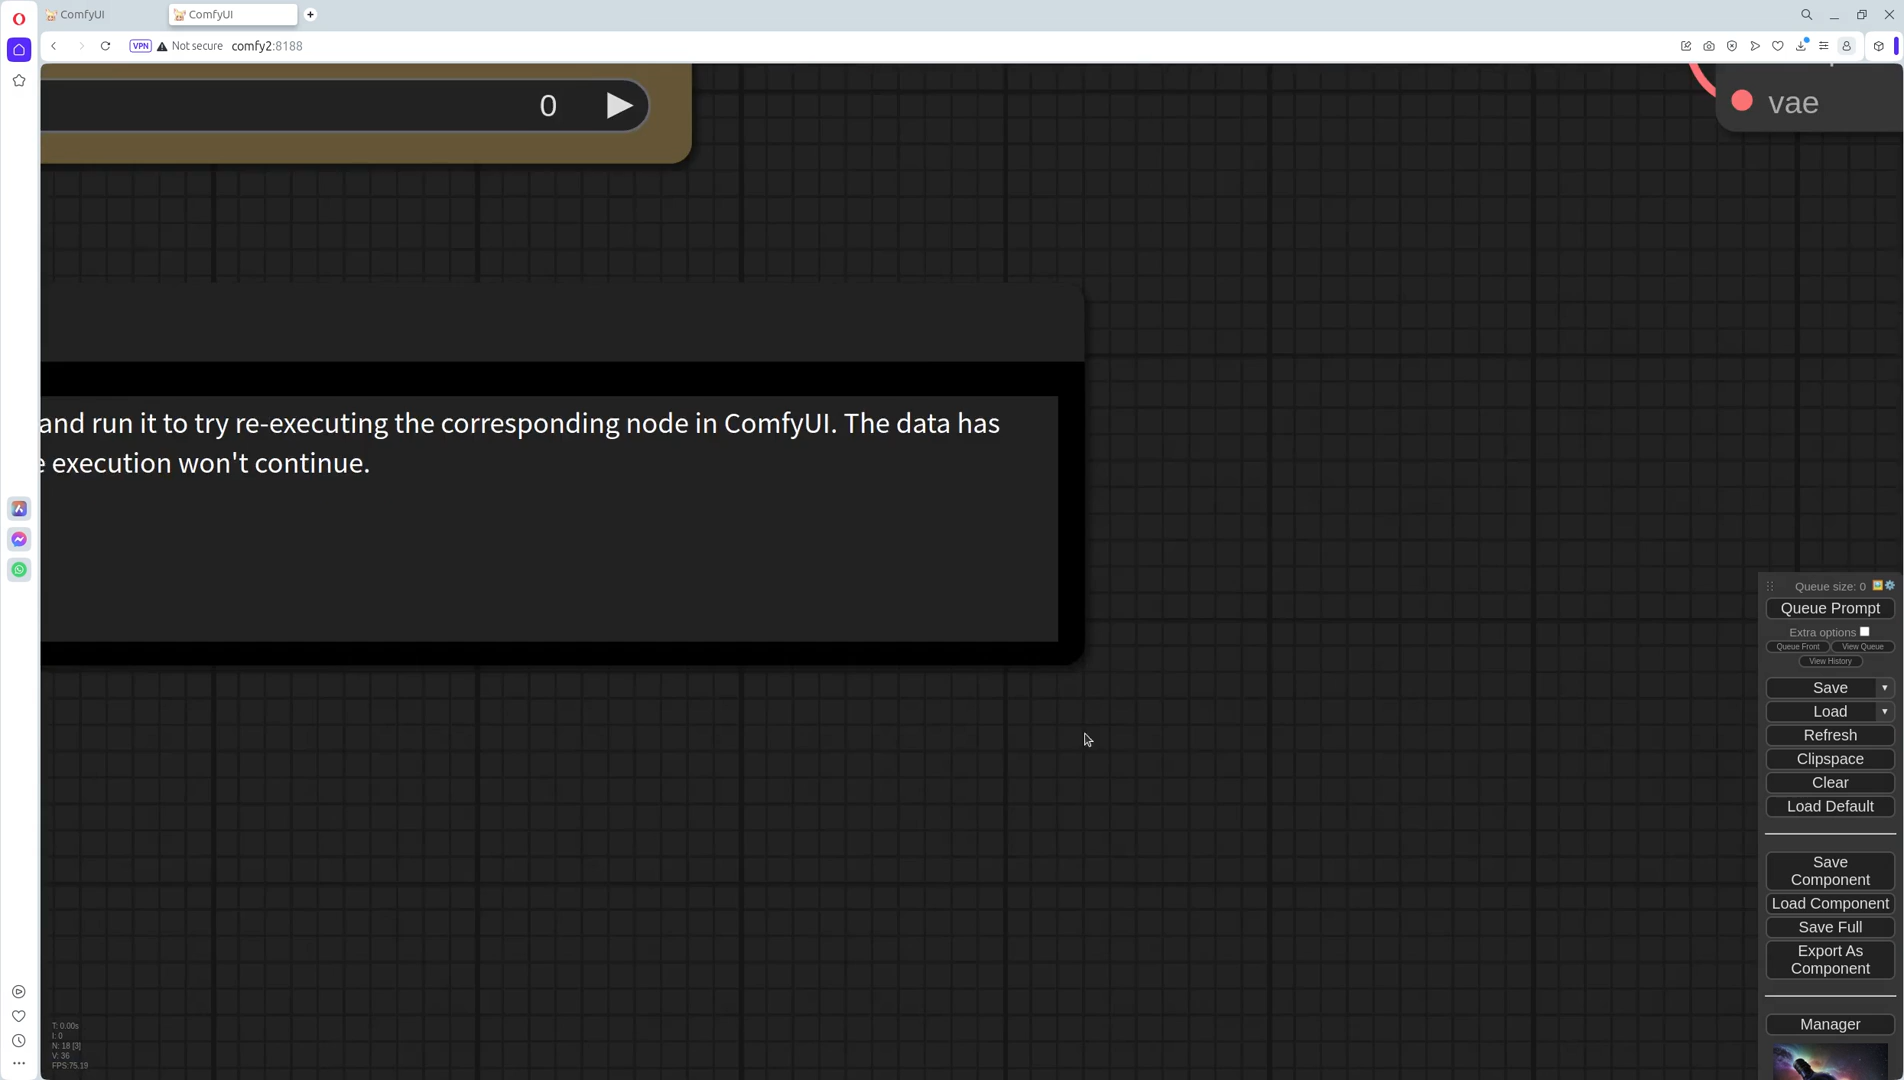 ComfyUI
ComfyUI
VPN
Not secure
comfy2:8188
0
vae
and run it to try re-executing the corresponding node in ComfyUI. The data has
e execution won't continue.
Queue size: 0
Queue Prompt
Extra options
Queue Front
View Queue
View History
Save
Load
Refresh
Clipspace
Clear
Load Default
Save
Component
Load Component
Save Full
Export As
Component
Manager
T: 0.00s
I: 0
N: 18 [3]
V: 36
FPS:75.19